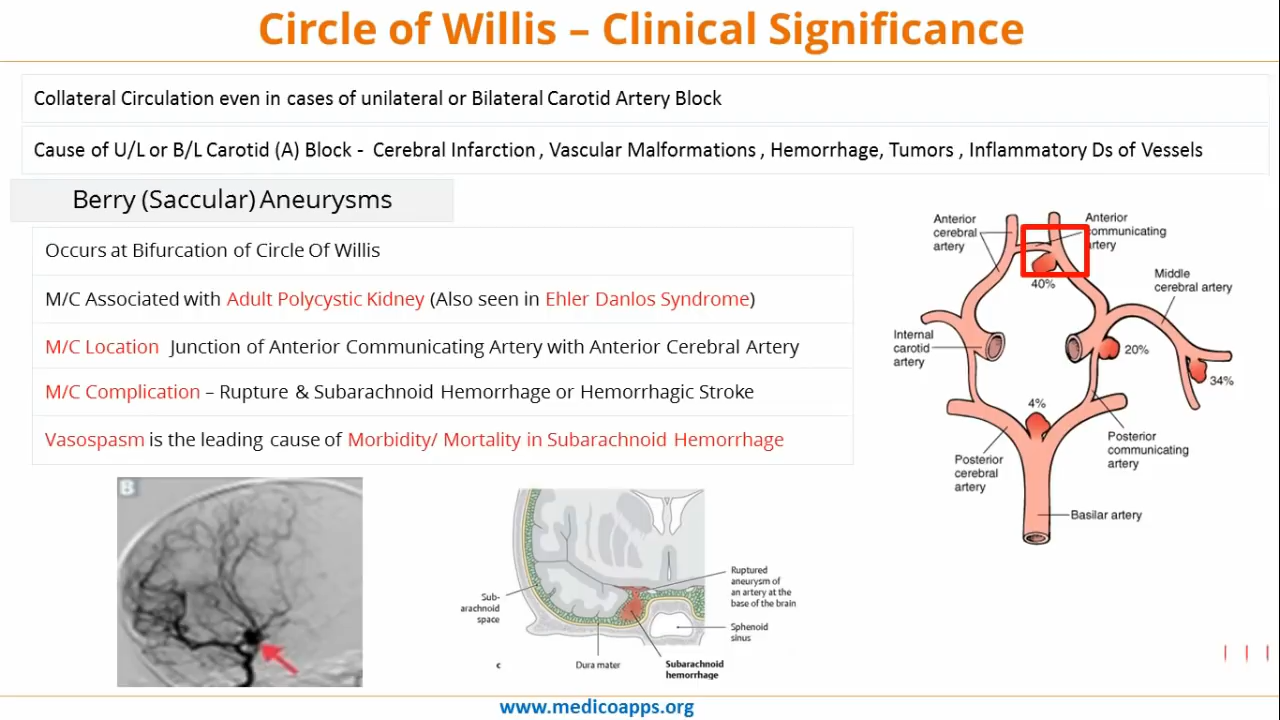 Circle of Willis – Clinical Significance
Collateral Circulation even in cases of unilateral or Bilateral Carotid Artery Block
Cause of U/L or B/L Carotid (A) Block - Cerebral Infarction , Vascular Malformations , Hemorrhage, Tumors , Inflammatory Ds of Vessels
Berry (Saccular) Aneurysms
Occurs at Bifurcation of Circle Of Willis
M/C Associated with Adult Polycystic Kidney (Also seen in Ehler Danlos Syndrome)
M/C Location Junction of Anterior Communicating Artery with Anterior Cerebral Artery
M/C Complication – Rupture & Subarachnoid Hemorrhage or Hemorrhagic Stroke
Vasospasm is the leading cause of Morbidity/ Mortality in Subarachnoid Hemorrhage
Anterior
cerebral
artery
Anterior
communicating
artery
40%
Middle
cerebral artery
Internal
carotid
artery
20%
34%
4%
Posterior
communicating
artery
Posterior
cerebral
artery
Basilar artery
B
Sub-
arachnoid
space
Ruptured
aneurysm of
an artery at the
base of the brain
Sphenoid
sinus
c
Dura mater
Subarachnoid
hemorrhage
www.medicoapps.org